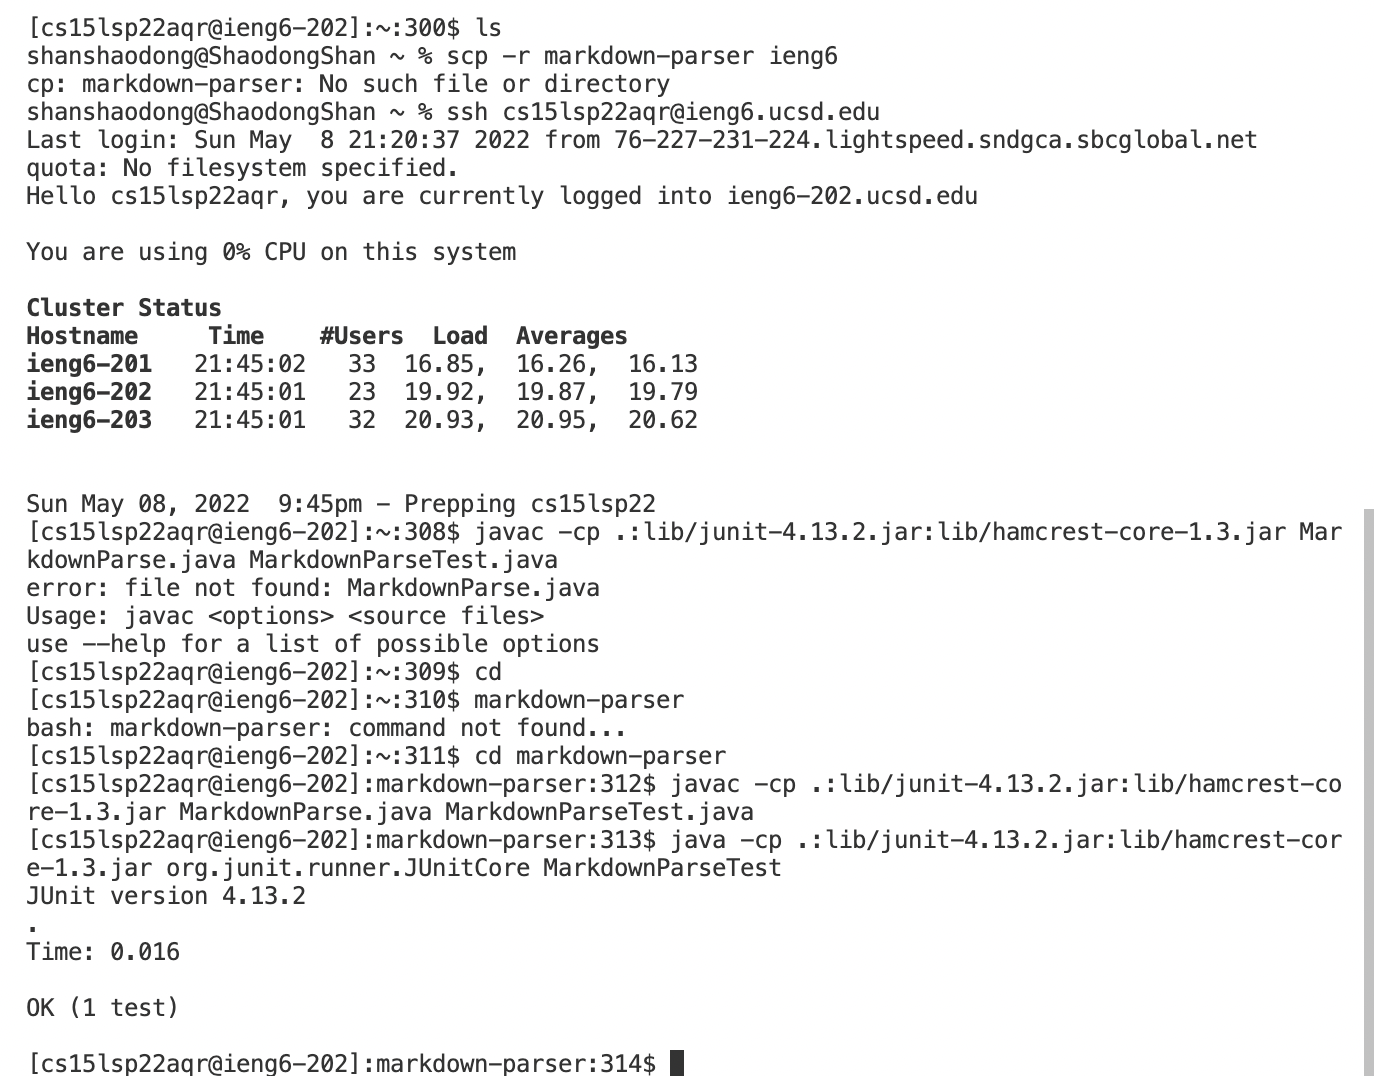 [cs15lsp22aqr@ieng6-202]:~:300$ ls
shanshaodong@ShaodongShan ~ % scp -r markdown-parser ieng6
cp: markdown-parser: No such file or directory
shanshaodong@ShaodongShan ~ % ssh cs15lsp22aqr@ieng6.ucsd.edu
Last login: Sun May  8 21:20:37 2022 from 76-227-231-224.lightspeed.sndgca.sbcglobal.net
quota: No filesystem specified.
Hello cs15lsp22aqr, you are currently logged into ieng6-202.ucsd.edu
You are using 0% CPU on this system
Cluster Status
Hostname     Time    #Users  Load  Averages
ieng6-201   21:45:02   33  16.85,  16.26,  16.13
ieng6-202   21:45:01   23  19.92,  19.87,  19.79
ieng6-203   21:45:01   32  20.93,  20.95,  20.62
Sun May 08, 2022  9:45pm - Prepping cs15lsp22
[cs15lsp22aqr@ieng6-202]:~:308$ javac -cp .:lib/junit-4.13.2.jar:lib/hamcrest-core-1.3.jar Mar
kdownParse.java MarkdownParseTest.java
error: file not found: MarkdownParse.java
Usage: javac <options> <source files>
use --help for a list of possible options
[cs15lsp22aqr@ieng6-202]:~:309$ cd
[cs15lsp22aqr@ieng6-202]:~:310$ markdown-parser
bash: markdown-parser: command not found...
[cs15lsp22aqr@ieng6-202]:~:311$ cd markdown-parser
[cs15lsp22aqr@ieng6-202]:markdown-parser:312$ javac -cp .:lib/junit-4.13.2.jar:lib/hamcrest-co
re-1.3.jar MarkdownParse.java MarkdownParseTest.java
[cs15lsp22aqr@ieng6-202]:markdown-parser:313$ java -cp .:lib/junit-4.13.2.jar:lib/hamcrest-cor
e-1.3.jar org.junit.runner.JUnitCore MarkdownParseTest
JUnit version 4.13.2
.
Time: 0.016
OK (1 test)
[cs15lsp22aqr@ieng6-202]:markdown-parser:314$